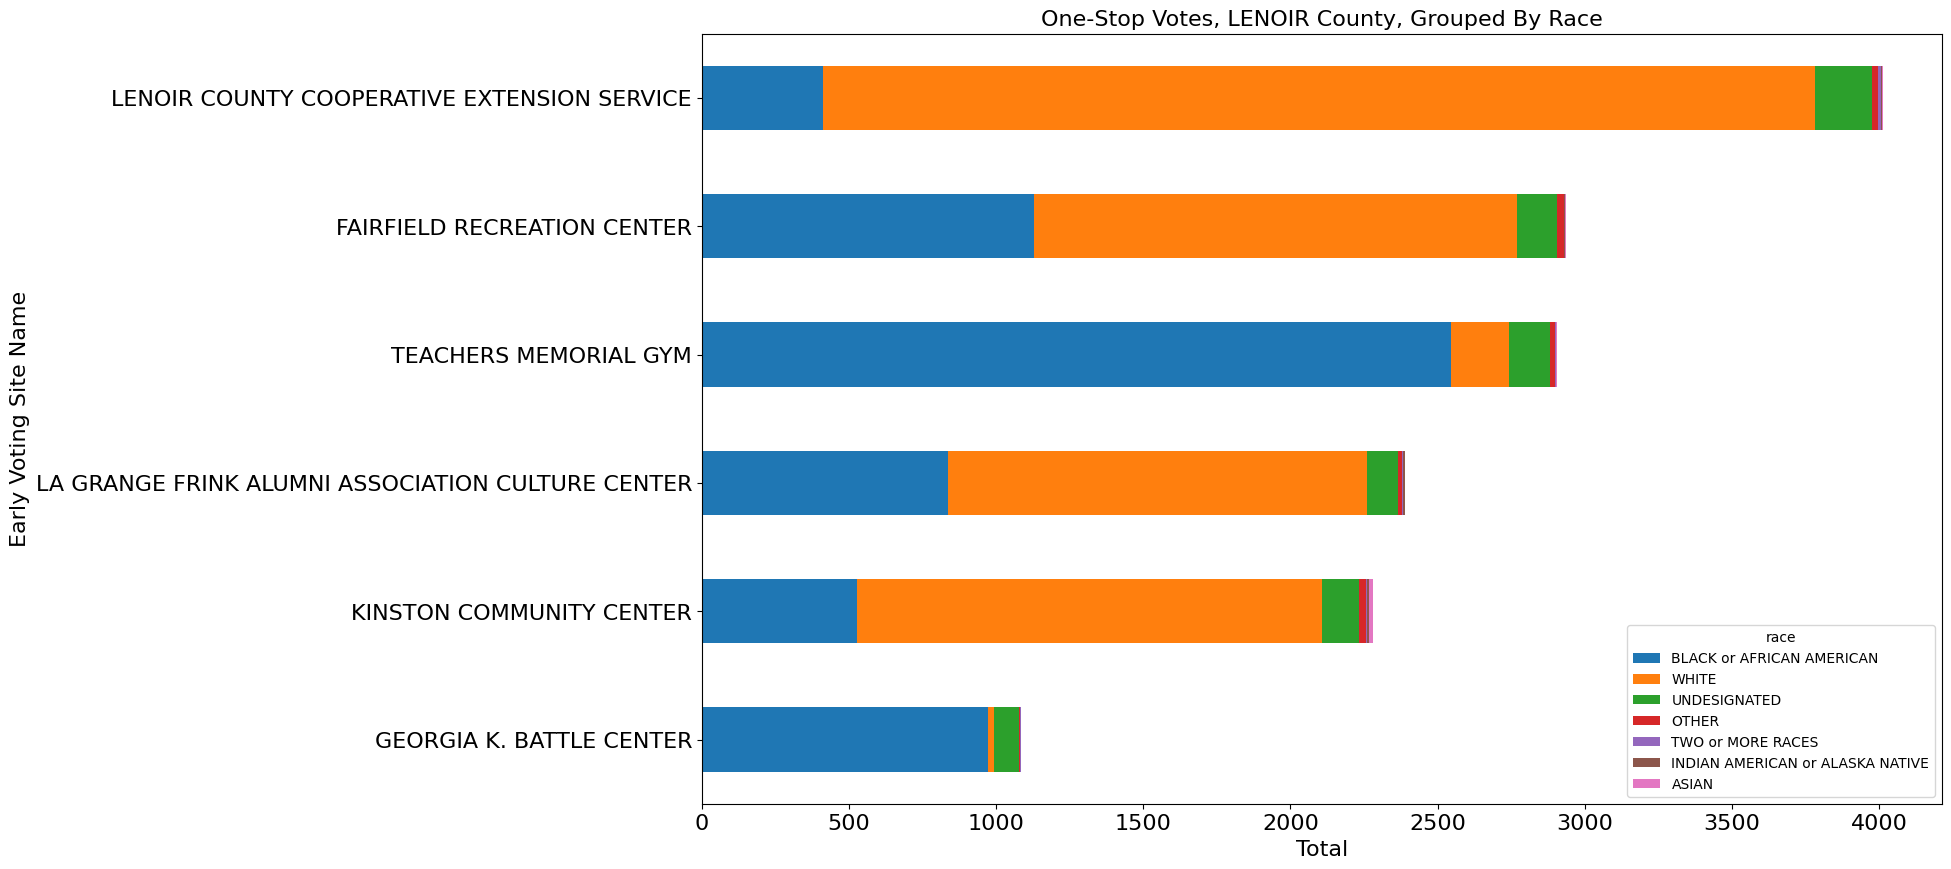 One-Stop Votes, LENOIR County, Grouped By Race
Early Voting Site Name
LENOIR COUNTY COOPERATIVE EXTENSION SERVICE
FAIRFIELD RECREATION CENTER
TEACHERS MEMORIAL GYM
LA GRANGE FRINK ALUMNI ASSOCIATION CULTURE CENTER
KINSTON COMMUNITY CENTER
GEORGIA K. BATTLE CENTER
race
BLACK or AFRICAN AMERICAN
WHITE
UNDESIGNATED
OTHER
TWO or MORE RACES
INDIAN AMERICAN or ALASKA NATIVE
ASIAN
0 500 1000 1500 2000 2500 3000 3500 4000
Total